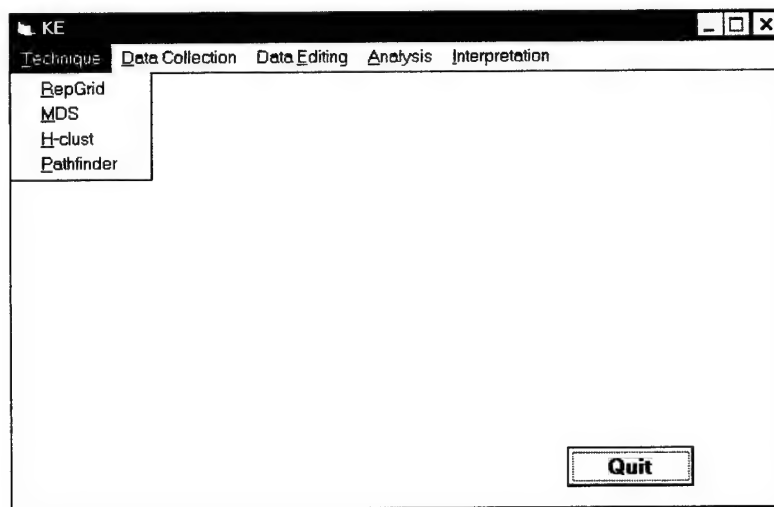 KE
Technique Data Collection Data Editing Analysis Interpretation
RepGrid
MDS
H-clust
Pathfinder
Quit